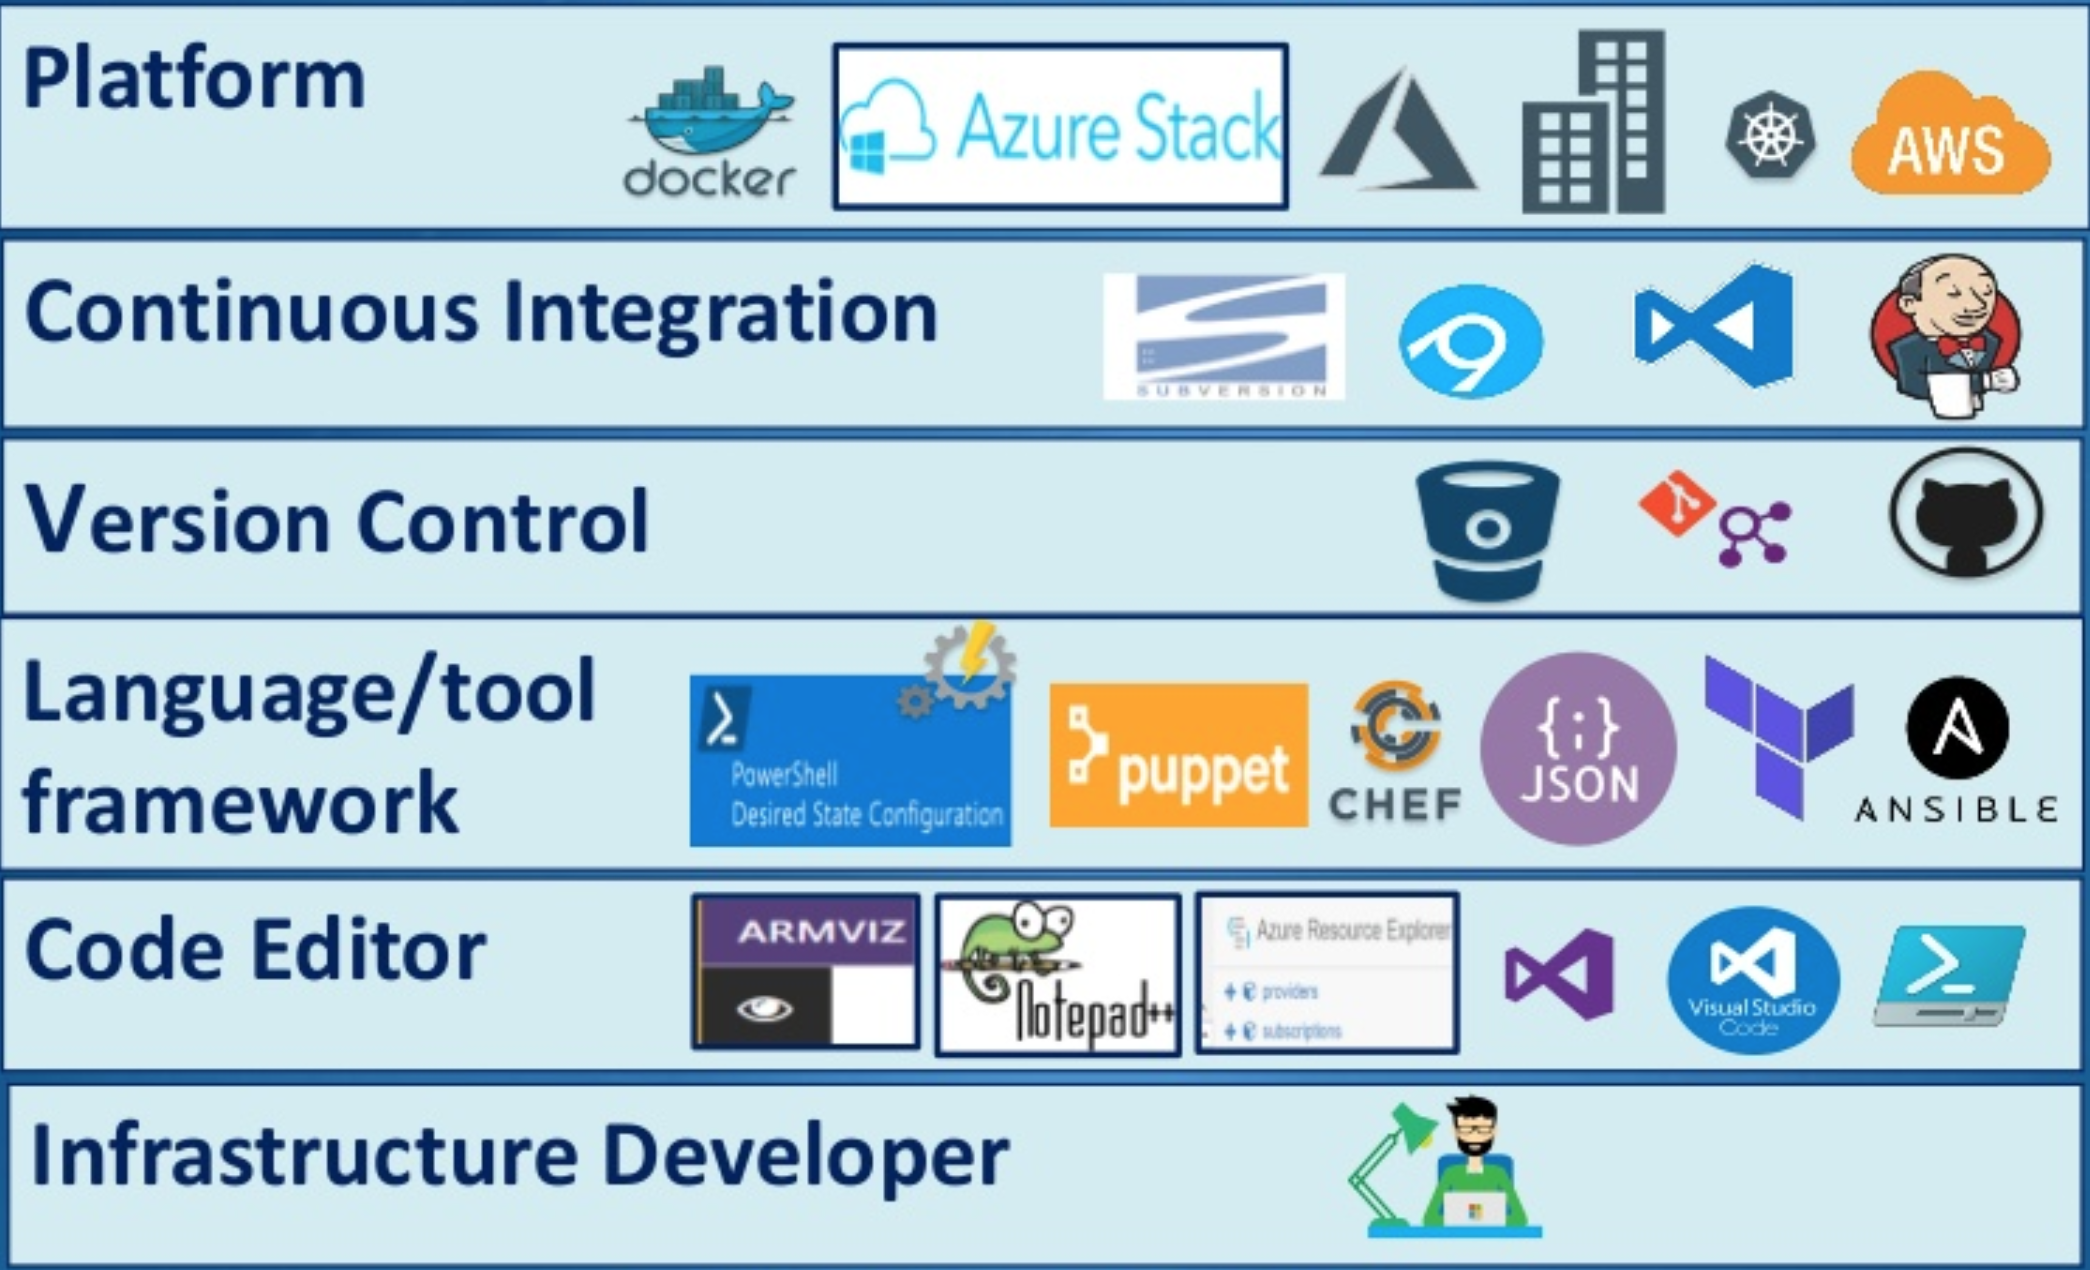 Platform
docker
Azure Stack
AWS
Continuous Integration
SUBVERSION
Version Control
Language/tool
framework
PowerShell
Desired State Configuration
puppet
CHEF
{;}
JSON
ANSIBLE
Code Editor
ARMVIZ
Notepad++
Azure Resource Explorer
providers
subscriptions
Visual Studio
Code
Infrastructure Developer